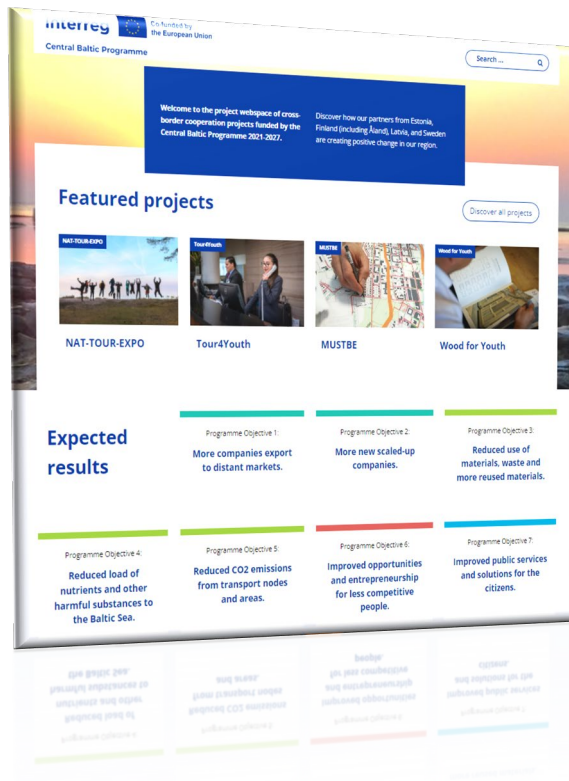 Interreg
Co-funded by
the European Union
Central Baltic Programme
Search ...
Welcome to the project webspace of cross-
border cooperation projects funded by the
Central Baltic Programme 2021-2027.
Discover how our partners from Estonia,
Finland (including Åland), Latvia, and Sweden
are creating positive change in our region.
Featured projects
Discover all projects
NAT-TOUR-EXPO
Tour4Youth
MUSTBE
Wood for Youth
NAT-TOUR-EXPO
Tour4Youth
MUSTBE
Wood for Youth
Expected
results
Programme Objective 1:
More companies export
to distant markets.
Programme Objective 2:
More new scaled-up
companies.
Programme Objective 3:
Reduced use of
materials, waste and
more reused materials.
Programme Objective 4:
Reduced load of
nutrients and other
harmful substances to
the Baltic Sea.
Programme Objective 5:
Reduced CO2 emissions
from transport nodes
and areas.
Programme Objective 6:
Improved opportunities
and entrepreneurship
for less competitive
people.
Programme Objective 7:
Improved public services
and solutions for the
citizens.